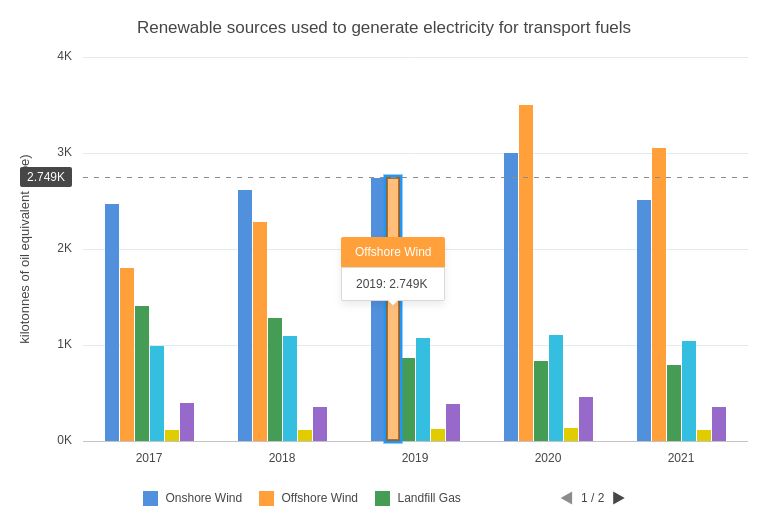 Renewable sources used to generate electricity for transport fuels
4K
3K
2.749K
2K
1K
0K
kilotonnes of oil equivalent
Offshore Wind
2019: 2.749K
2017 2018 2019 2020 2021
Onshore Wind Offshore Wind Landfill Gas 1 / 2